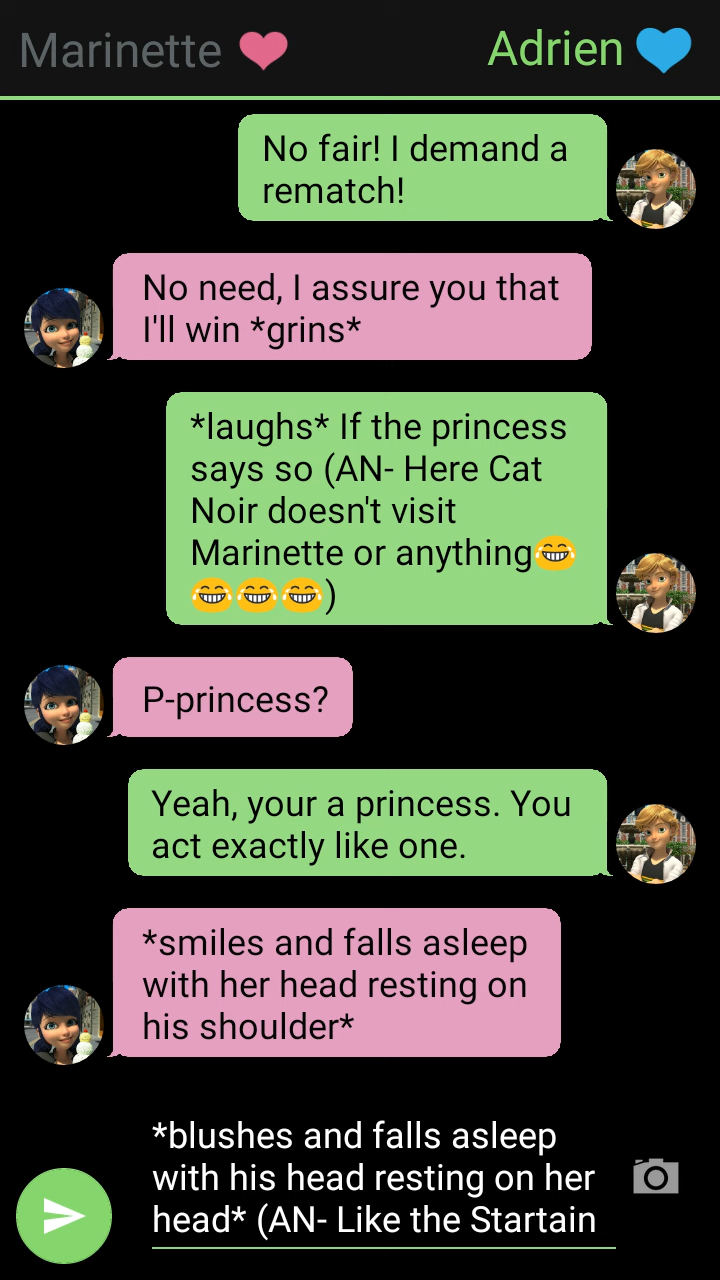 Marinette 💗 Adrien 💙
No fair! I demand a
rematch!
No need, I assure you that
I'll win *grins*
*laughs* If the princess
says so (AN- Here Cat
Noir doesn't visit
Marinette or anything😂
😂😂😂)
P-princess?
Yeah, your a princess. You
act exactly like one.
*smiles and falls asleep
with her head resting on
his shoulder*
*blushes and falls asleep
with his head resting on her
head* (AN- Like the Startain